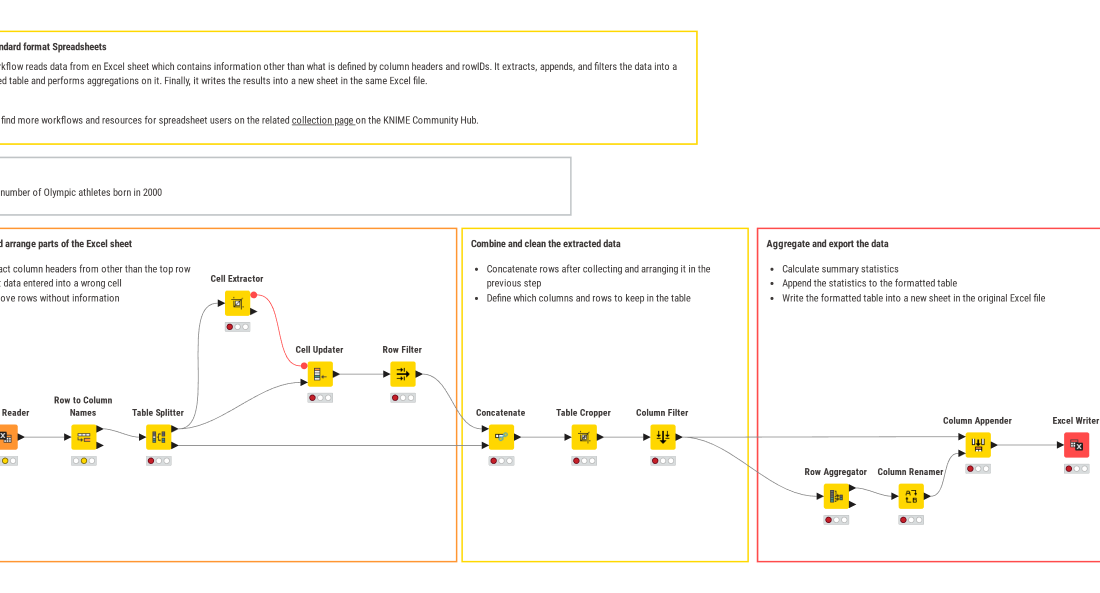 ndard format Spreadsheets
rkflow reads data from en Excel sheet which contains information other than what is defined by column headers and rowIDs. It extracts, appends, and filters the data into a
ed table and performs aggregations on it. Finally, it writes the results into a new sheet in the same Excel file.
find more workflows and resources for spreadsheet users on the related collection page on the KNIME Community Hub.
number of Olympic athletes born in 2000
d arrange parts of the Excel sheet
act column headers from other than the top row
t data entered into a wrong cell
ove rows without information
Cell Extractor
Cell Updater
Row Filter
Reader
Row to Column
Names
Table Splitter
Combine and clean the extracted data
• Concatenate rows after collecting and arranging it in the
previous step
• Define which columns and rows to keep in the table
Concatenate
Table Cropper
Column Filter
Aggregate and export the data
• Calculate summary statistics
• Append the statistics to the formatted table
• Write the formatted table into a new sheet in the original Excel file
Row Aggregator
Column Renamer
Column Appender
Excel Writer